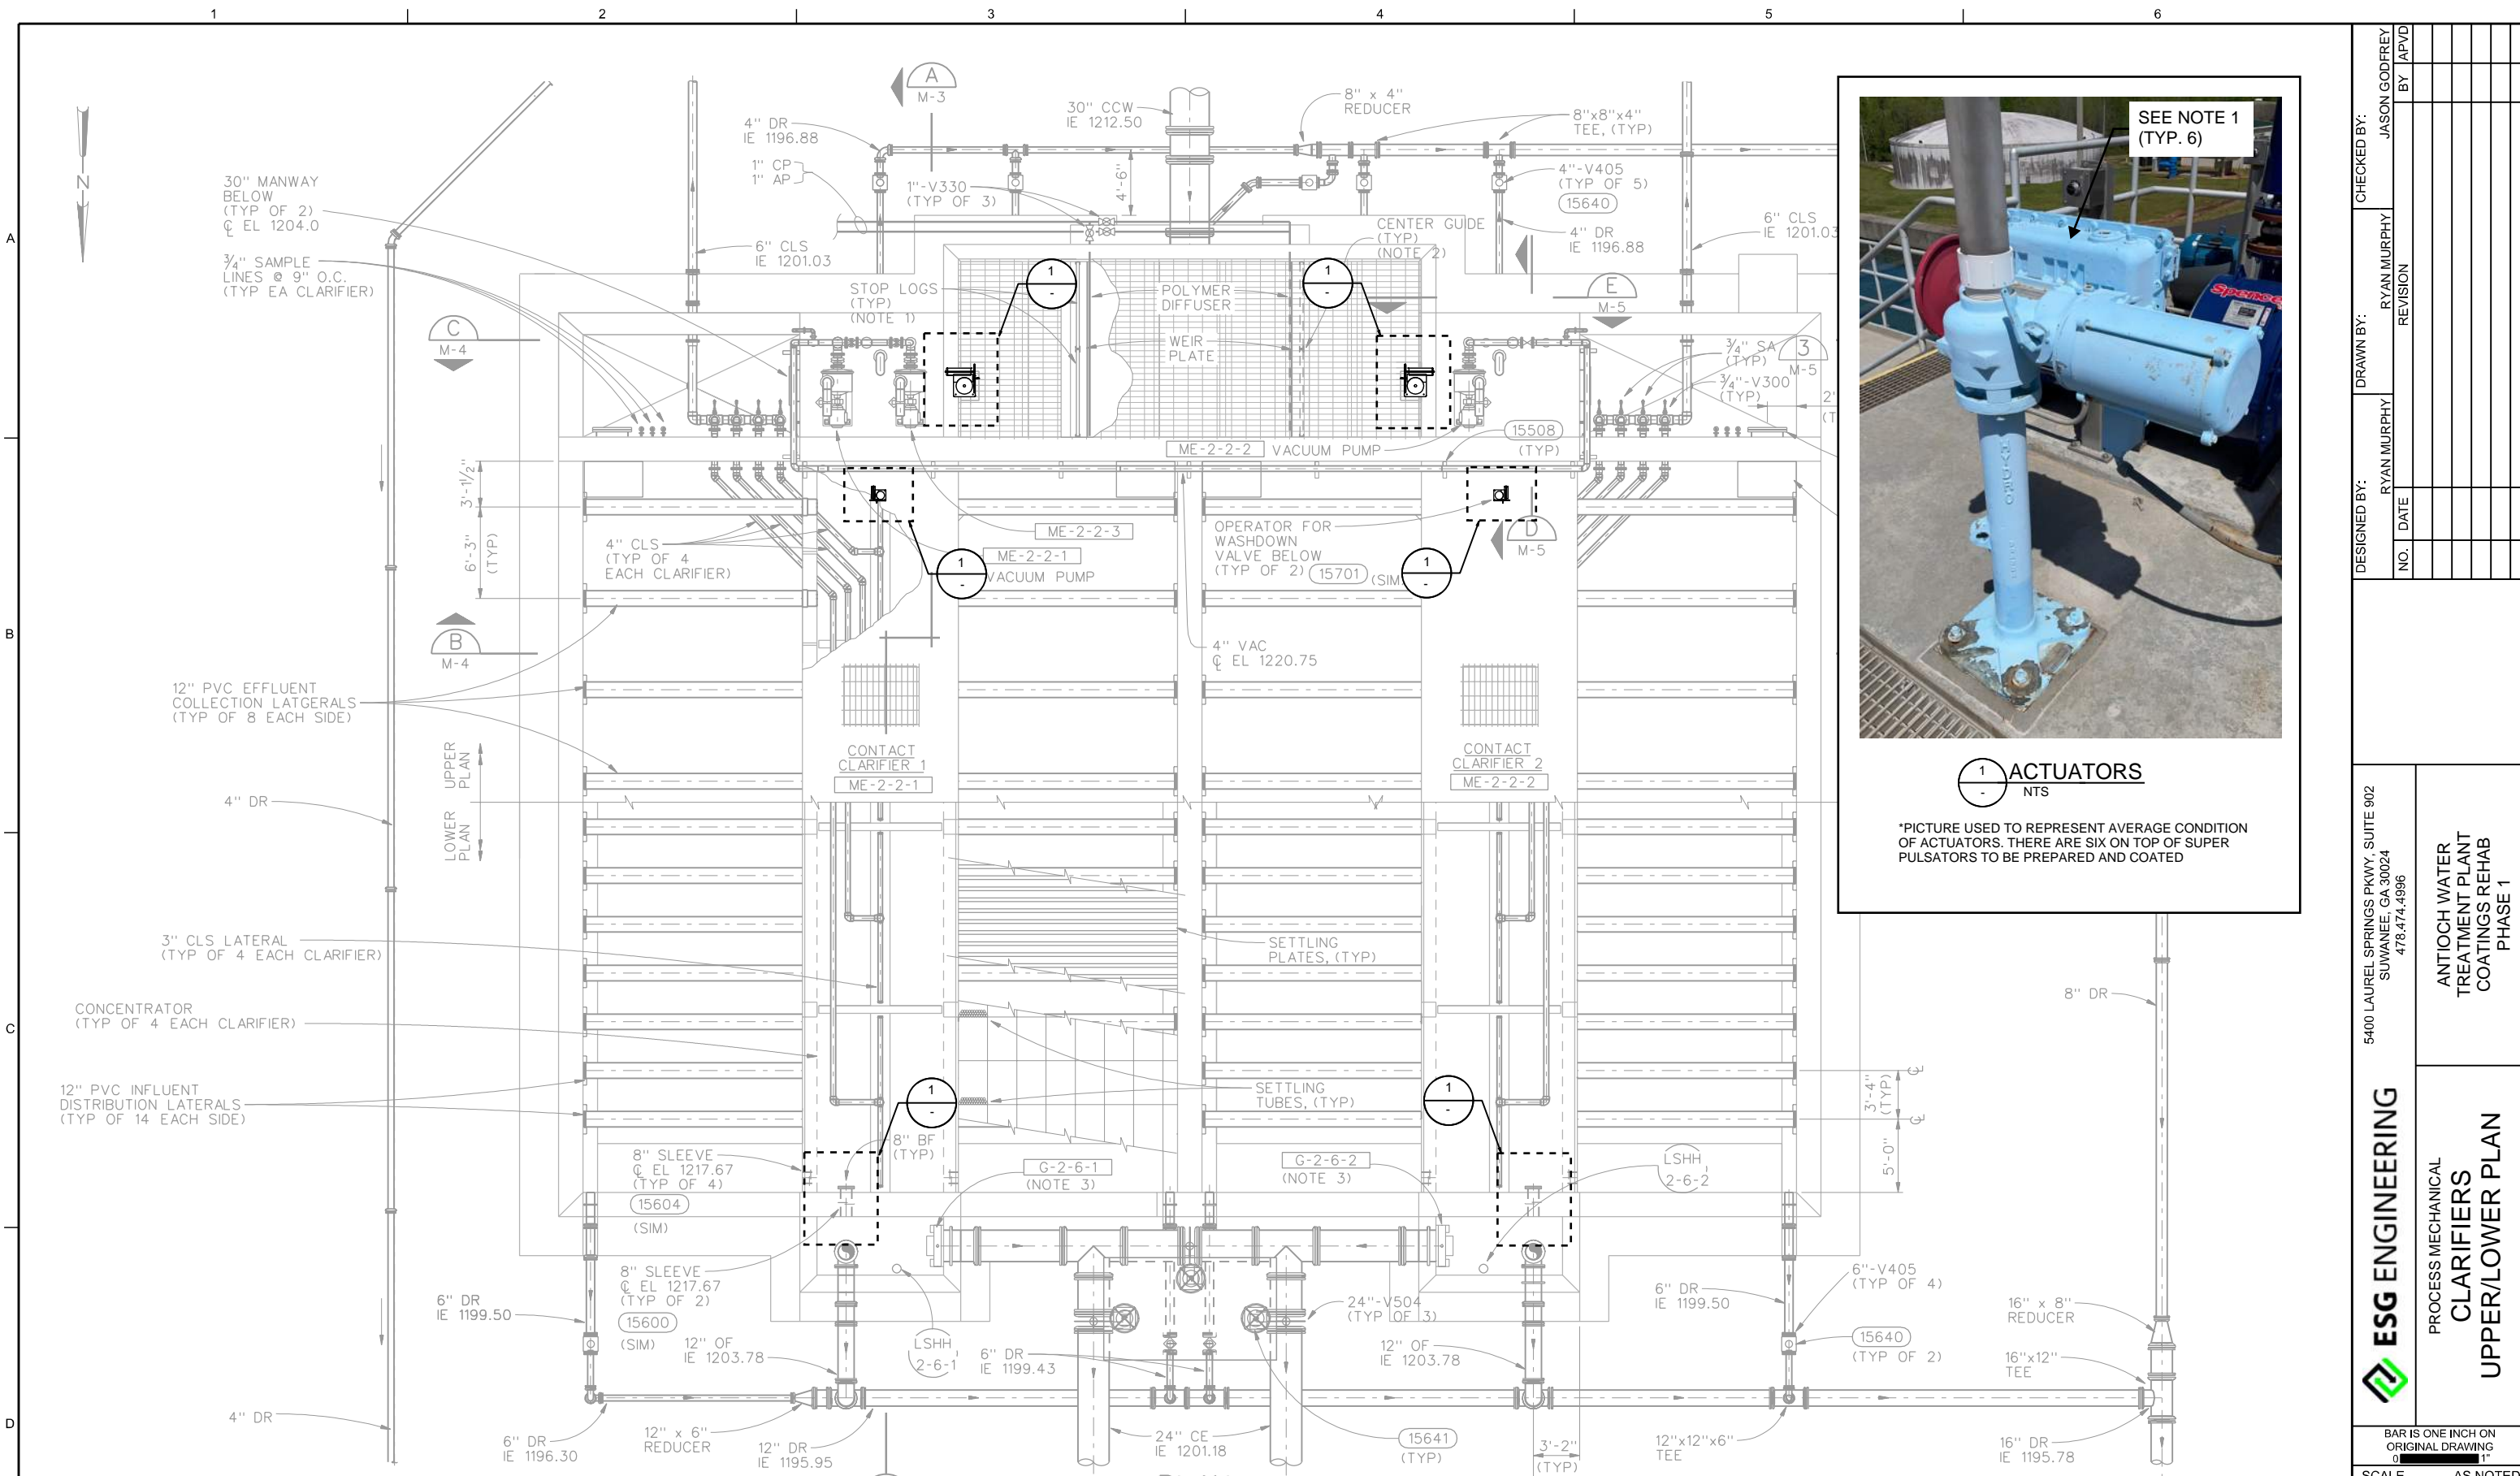 1
2
3
4
5
6
A
B
C
D
N
30" MANWAY
BELOW
(TYP OF 2)
℄ EL 1204.0
3/4" SAMPLE
LINES @ 9" O.C.
(TYP EA CLARIFIER)
C
M-4
B
M-4
12" PVC EFFLUENT
COLLECTION LATGERALS
(TYP OF 8 EACH SIDE)
4" DR
UPPER
PLAN
LOWER
PLAN
3'-1 1/2"
6'-3"
(TYP)
3" CLS LATERAL
(TYP OF 4 EACH CLARIFIER)
CONCENTRATOR
(TYP OF 4 EACH CLARIFIER)
12" PVC INFLUENT
DISTRIBUTION LATERALS
(TYP OF 14 EACH SIDE)
4" DR
A
M-3
4" DR
IE 1196.88
1" CP
1" AP
1"-V330
(TYP OF 3)
6" CLS
IE 1201.03
30" CCW
IE 1212.50
4'-6"
8" x 4"
REDUCER
8"x8"x4"
TEE, (TYP)
4"-V405
(TYP OF 5)
15640
4" DR
IE 1196.88
6" CLS
IE 1201.03
CENTER GUIDE
(TYP)
(NOTE 2)
STOP LOGS
(TYP)
(NOTE 1)
1
-
1
-
POLYMER
DIFFUSER
WEIR
PLATE
E
M-5
3/4" SA
(TYP)
3
M-5
3/4"-V300
(TYP)
2'
(T
15508
(TYP)
ME-2-2-2
VACUUM PUMP
ME-2-2-3
ME-2-2-1
VACUUM PUMP
1
-
4" CLS
(TYP OF 4
EACH CLARIFIER)
OPERATOR FOR
WASHDOWN
VALVE BELOW
(TYP OF 2)
15701
(SIM
1
-
D
M-5
4" VAC
℄ EL 1220.75
CONTACT
CLARIFIER 1
ME-2-2-1
CONTACT
CLARIFIER 2
ME-2-2-2
SETTLING
PLATES, (TYP)
SETTLING
TUBES, (TYP)
1
-
1
-
8" BF
(TYP)
8" SLEEVE
℄ EL 1217.67
(TYP OF 4)
15604
(SIM)
8" SLEEVE
℄ EL 1217.67
(TYP OF 2)
15600
(SIM)
G-2-6-1
(NOTE 3)
G-2-6-2
(NOTE 3)
LSHH
2-6-2
LSHH
2-6-1
3'-4"
(TYP)
℄
℄
5'-0"
6" DR
IE 1199.50
12" OF
IE 1203.78
6" DR
IE 1199.43
24"-V504
(TYP OF 3)
12" OF
IE 1203.78
6" DR
IE 1199.50
6"-V405
(TYP OF 4)
15640
(TYP OF 2)
16" x 8"
REDUCER
16"x12"
TEE
8" DR
6" DR
IE 1196.30
12" x 6"
REDUCER
12" DR
IE 1195.95
24" CE
IE 1201.18
15641
(TYP)
3'-2"
(TYP)
12"x12"x6"
TEE
16" DR
IE 1195.78
SEE NOTE 1
(TYP. 6)
Spence
1
-
ACTUATORS
NTS
*PICTURE USED TO REPRESENT AVERAGE CONDITION
OF ACTUATORS. THERE ARE SIX ON TOP OF SUPER
PULSATORS TO BE PREPARED AND COATED
DESIGNED BY:
RYAN MURPHY
DRAWN BY:
RYAN MURPHY
CHECKED BY:
JASON GODFREY
NO.
DATE
REVISION
BY
APVD
5400 LAUREL SPRINGS PKWY, SUITE 902
SUWANEE, GA 30024
478.474.4996
ESG ENGINEERING
ANTIOCH WATER
TREATMENT PLANT
COATINGS REHAB
PHASE 1
PROCESS MECHANICAL
CLARIFIERS
UPPER/LOWER PLAN
BAR IS ONE INCH ON
ORIGINAL DRAWING
0 1"
SCALE AS NOTED